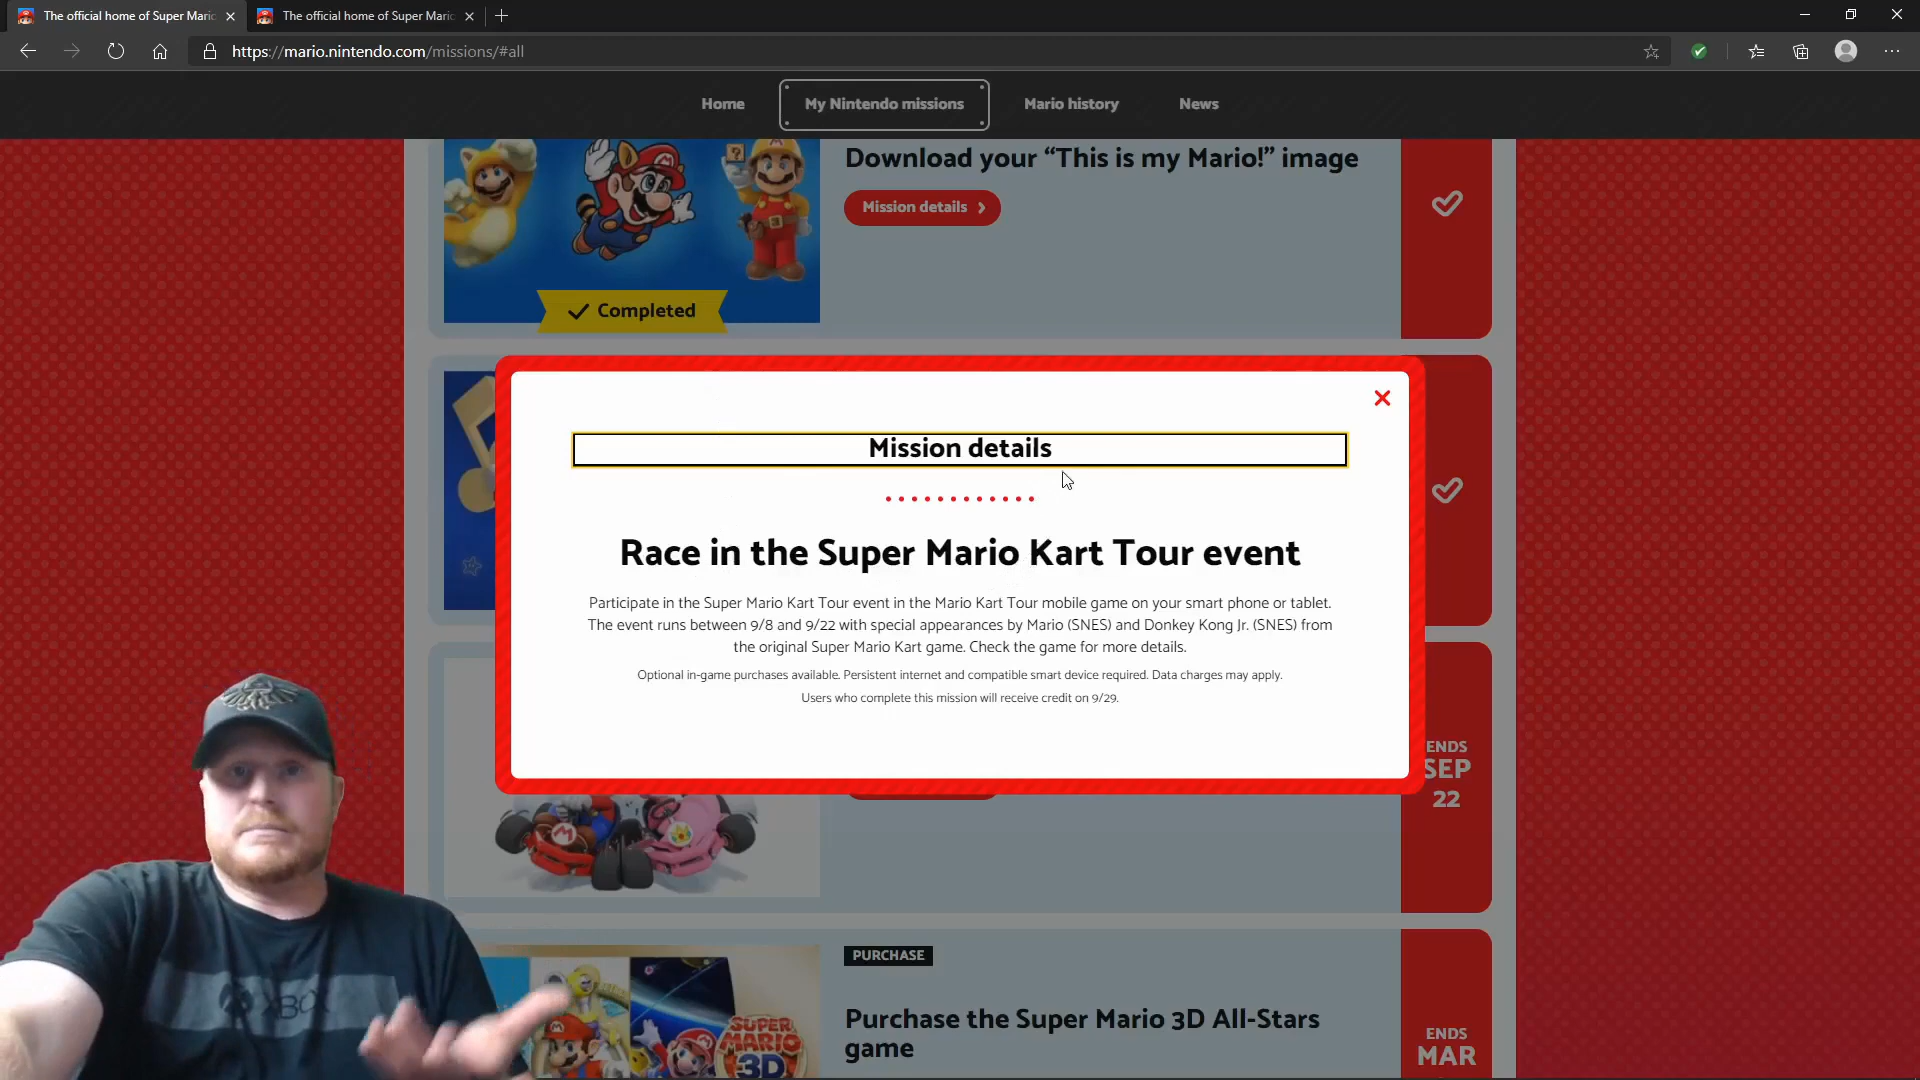 The official home of Super Mario
The official home of Super Mario
https://mario.nintendo.com/missions/#all
Home
My Nintendo missions
Mario history
News
Download your “This is my Mario!” image
Mission details
Completed
Mission details
Race in the Super Mario Kart Tour event
Participate in the Super Mario Kart Tour event in the Mario Kart Tour mobile game on your smart phone or tablet.
The event runs between 9/8 and 9/22 with special appearances by Mario (SNES) and Donkey Kong Jr. (SNES) from
the original Super Mario Kart game. Check the game for more details.
Optional in-game purchases available. Persistent internet and compatible smart device required. Data charges may apply.
Users who complete this mission will receive credit on 9/29.
ENDS
SEP
22
PURCHASE
Purchase the Super Mario 3D All-Stars
game
ENDS
MAR
SUPER
MARIO
3D
XBOX